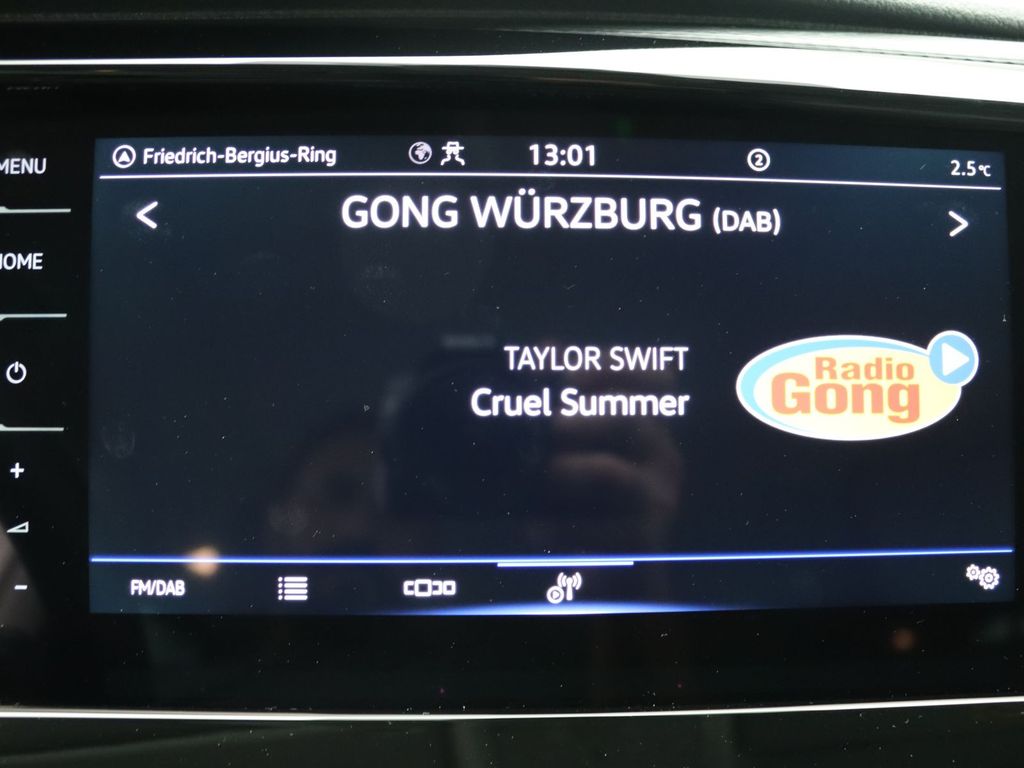 MENU
Friedrich-Bergius-Ring
13:01
2
2.5°C
<
GONG WÜRZBURG (DAB)
>
HOME
TAYLOR SWIFT
Cruel Summer
Radio
Gong
+
-
FM/DAB